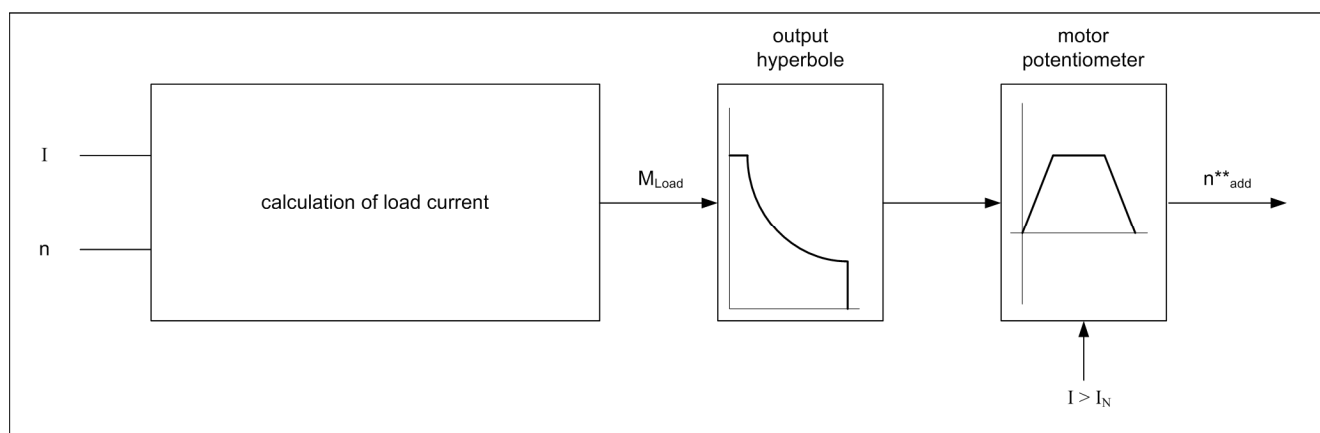 output
hyperbole
motor
potentiometer
I
n
calculation of load current
M_Load
n**_add
I > I_N